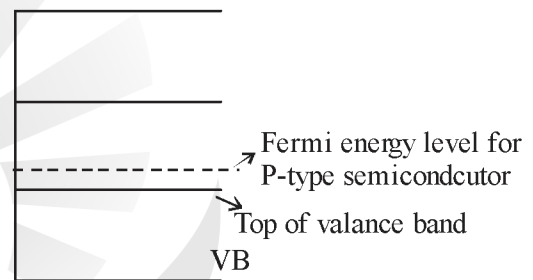 Fermi energy level for
P-type semicondcutor
Top of valance band
VB